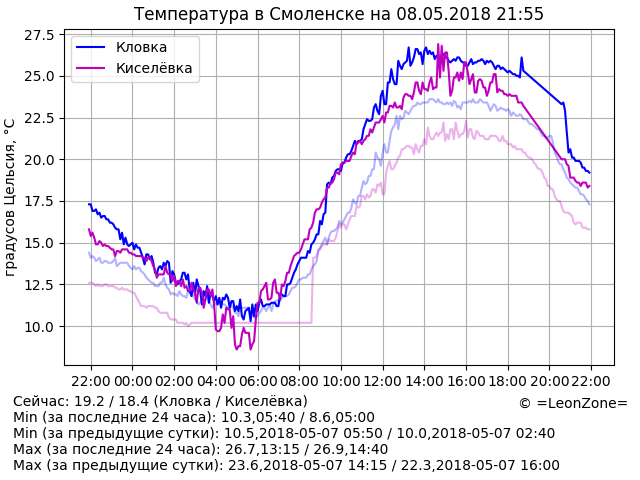 Температура в Смоленске на 08.05.2018 21:55
градусов Цельсия, °C
27.5
25.0
22.5
20.0
17.5
15.0
12.5
10.0
Кловка
Киселёвка
22:00 00:00 02:00 04:00 06:00 08:00 10:00 12:00 14:00 16:00 18:00 20:00 22:00
Сейчас: 19.2 / 18.4 (Кловка / Киселёвка)
© =LeonZone=
Min (за последние 24 часа): 10.3,05:40 / 8.6,05:00
Min (за предыдущие сутки): 10.5,2018-05-07 05:50 / 10.0,2018-05-07 02:40
Max (за последние 24 часа): 26.7,13:15 / 26.9,14:40
Max (за предыдущие сутки): 23.6,2018-05-07 14:15 / 22.3,2018-05-07 16:00